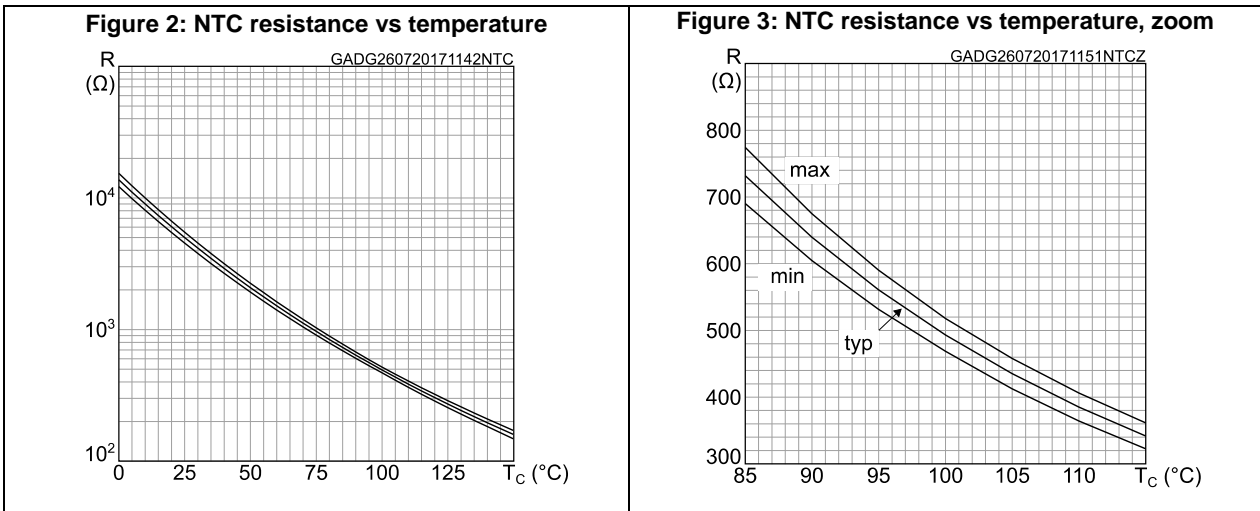 Figure 2: NTC resistance vs temperature
R
(Ω)
GADG260720171142NTC
10⁴
10³
10²
0 25 50 75 100 125 T_C (°C)
Figure 3: NTC resistance vs temperature, zoom
R
(Ω)
GADG260720171151NTCZ
800
max
700
600
min
500
typ
400
300
85 90 95 100 105 110 T_C (°C)